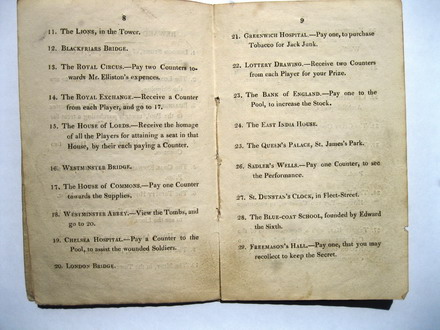 8
11. The Lions, in the Tower.
12. Blackfriars Bridge.
13. The Royal Circus.—Pay two Counters to-
wards Mr. Elliston's expences.
14. The Royal Exchange.—Receive a Counter
from each Player, and go to 17.
15. The House of Lords.—Receive the homage
of all the Players for attaining a seat in that
House, by their each paying a Counter.
16. Westminster Bridge.
17. The House of Commons.—Pay one Counter
towards the Supplies.
18. Westminster Abbey.—View the Tombs, and
go to 20.
19. Chelsea Hospital.—Pay a Counter to the
Pool, to assist the wounded Soldiers.
20. London Bridge.
9
21. Greenwich Hospital.—Pay one, to purchase
Tobacco for Jack Junk.
22. Lottery Drawing.—Receive two Counters
from each Player for your Prize.
23. The Bank of England.—Pay one to the
Pool, to increase the Stock.
24. The East India House.
25. The Queen's Palace, St. James's Park.
26. Sadler's Wells.—Pay one Counter, to see
the Performance.
27. St. Dunstan's Clock, in Fleet-Street.
28. The Blue-coat School, founded by Edward
the Sixth.
29. Freemason's Hall.—Pay one, that you may
recollect to keep the Secret.